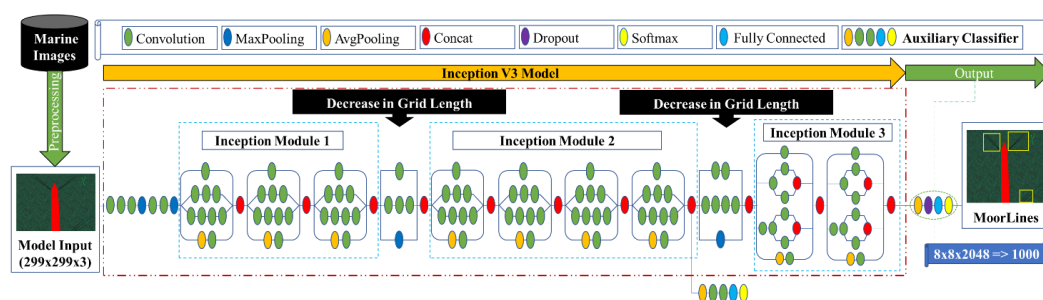 Marine
Images
Convolution
MaxPooling
AvgPooling
Concat
Dropout
Softmax
Fully Connected
Auxiliary Classifier
Preprocessing
Inception V3 Model
Output
Decrease in Grid Length
Decrease in Grid Length
Inception Module 1
Inception Module 2
Inception Module 3
Model Input
(299x299x3)
MoorLines
8x8x2048 => 1000